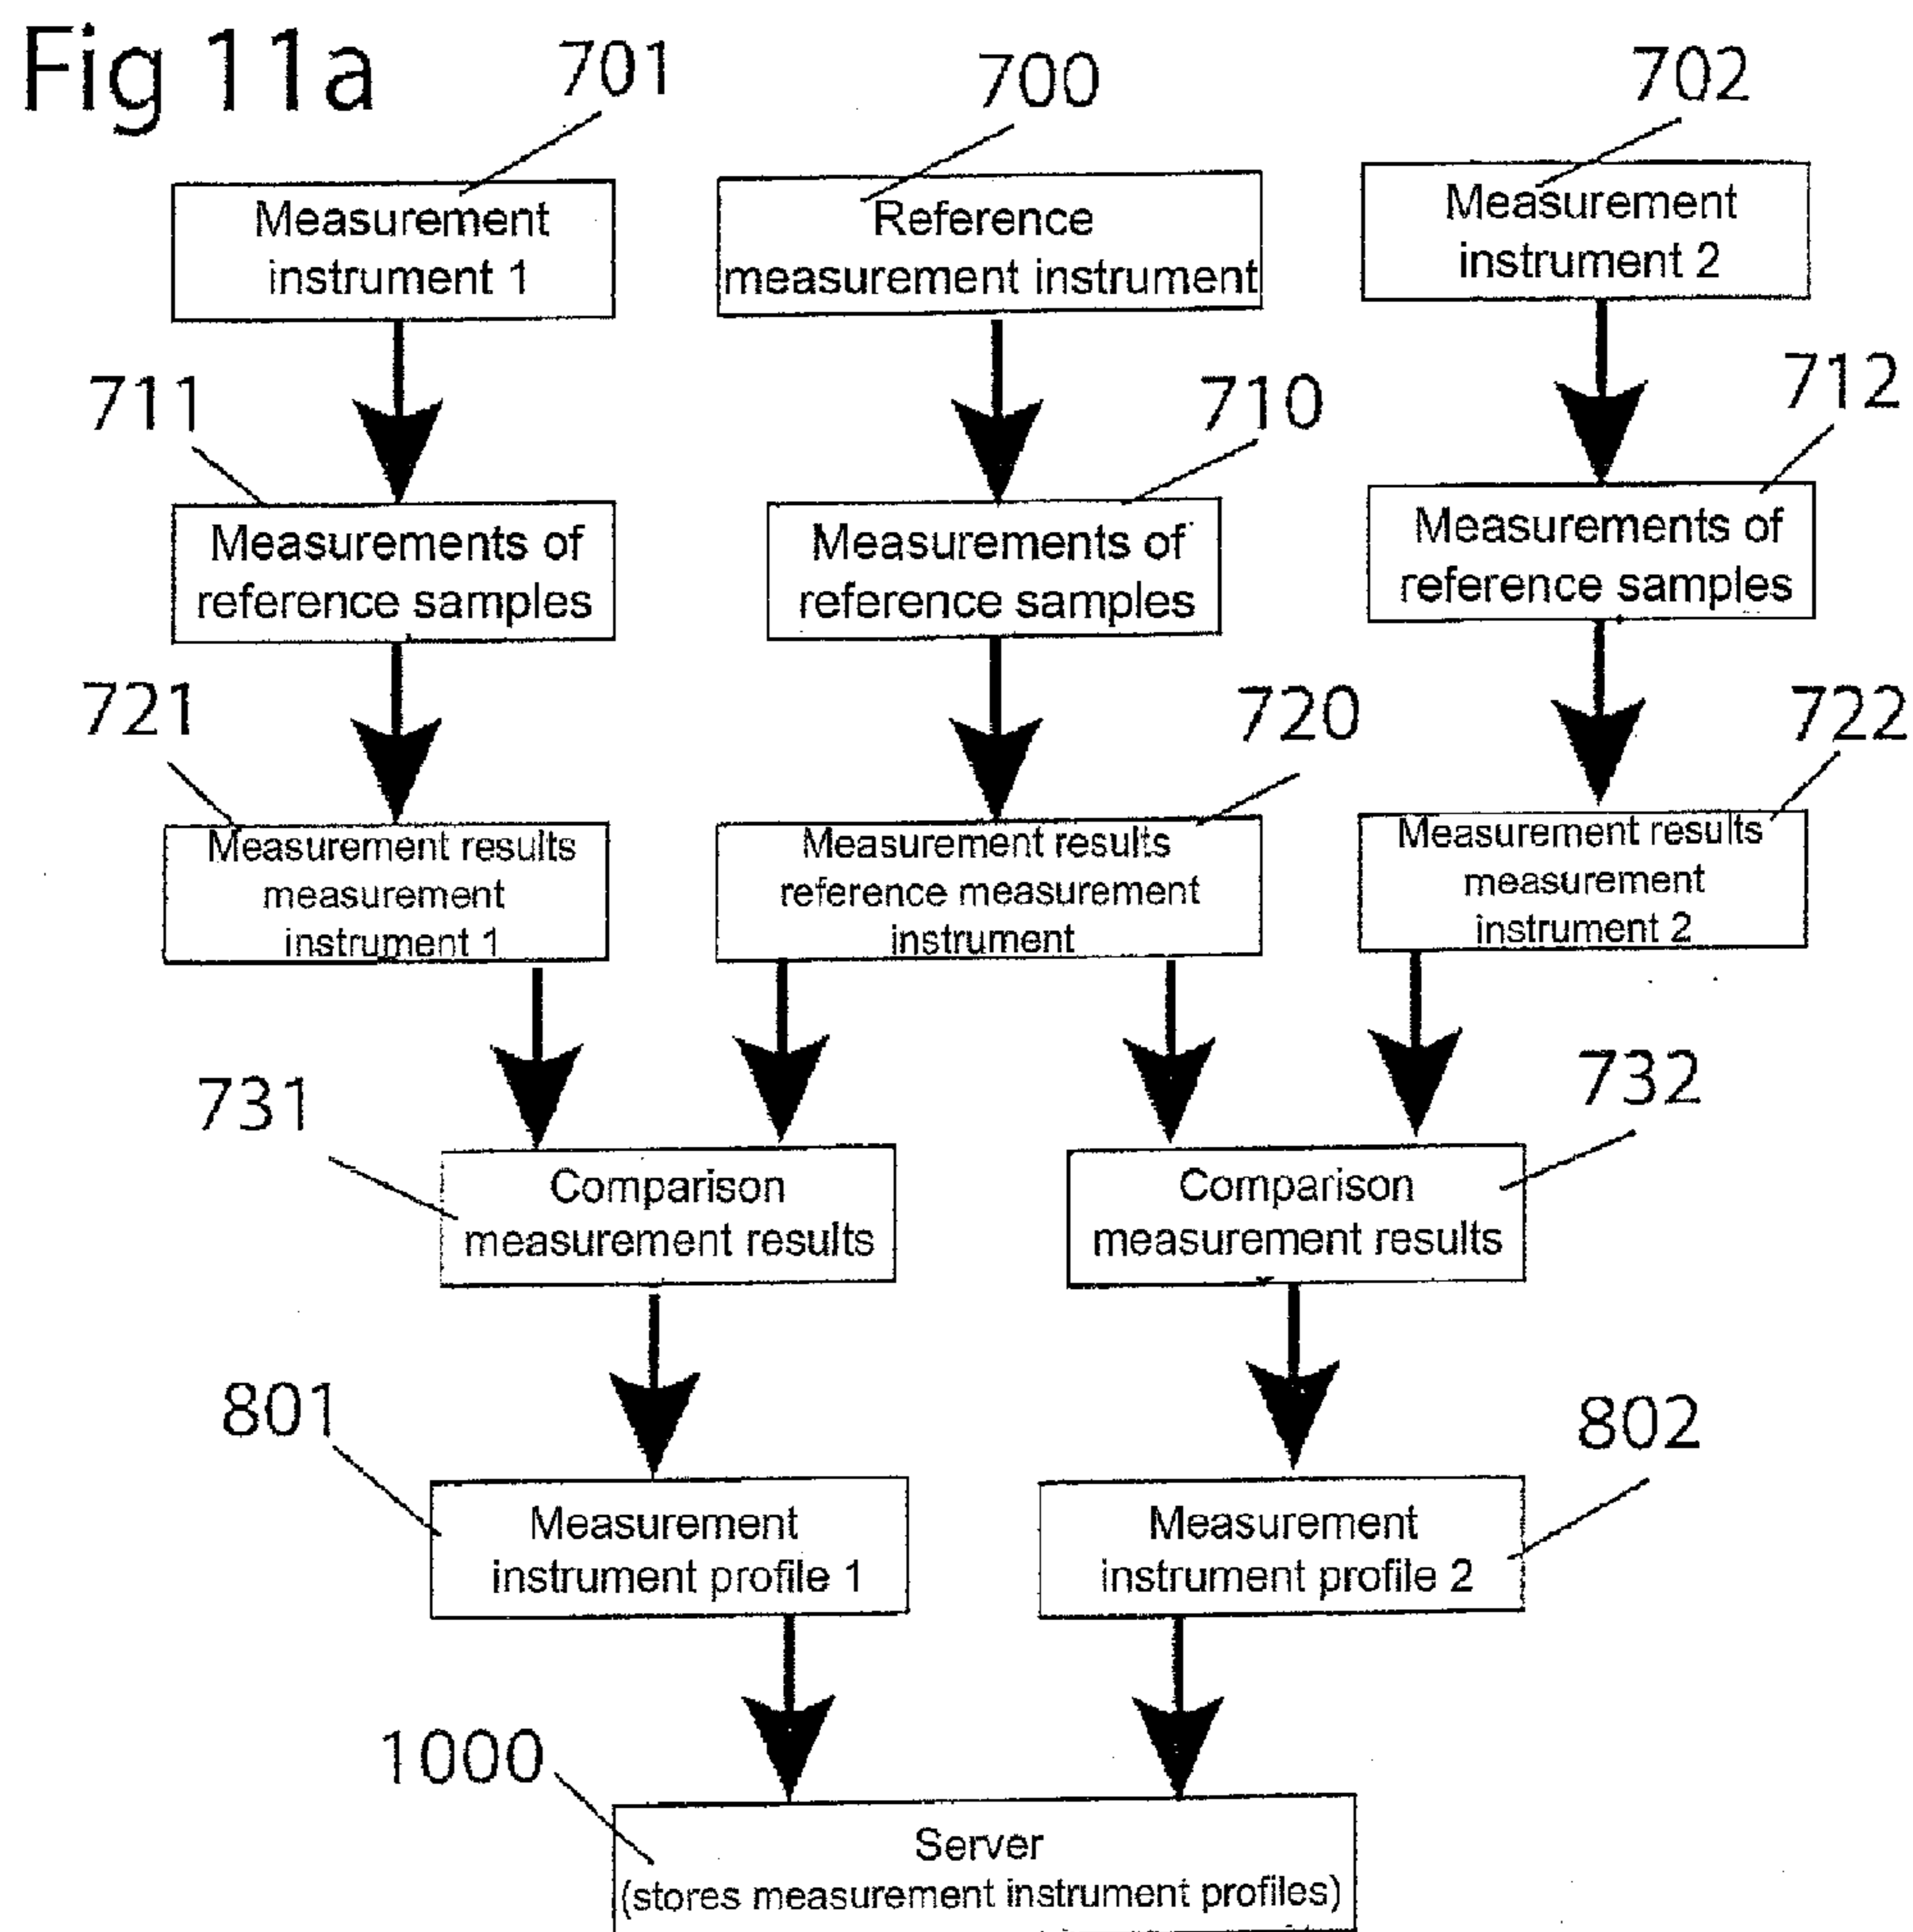 Fig 11a
701
700
702
Measurement
instrument 1
Reference
measurement instrument
Measurement
instrument 2
711
710
712
Measurements of
reference samples
Measurements of
reference samples
Measurements of
reference samples
721
720
722
Measurement results
measurement
instrument 1
Measurement results
reference measurement
instrument
Measurement results
measurement
instrument 2
731
732
Comparison
measurement results
Comparison
measurement results
801
802
Measurement
instrument profile 1
Measurement
instrument profile 2
1000
Server
(stores measurement instrument profiles)